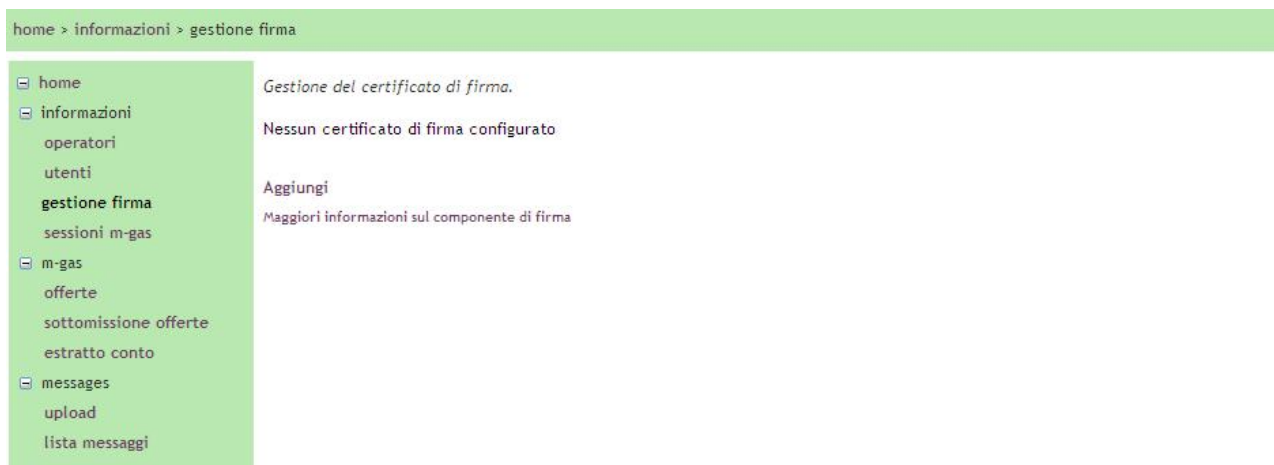 home > informazioni > gestione firma
home
informazioni
operatori
utenti
gestione firma
sessioni m-gas
m-gas
offerte
sottomissione offerte
estratto conto
messages
upload
lista messaggi
Gestione del certificato di firma.
Nessun certificato di firma configurato
Aggiungi
Maggiori informazioni sul componente di firma